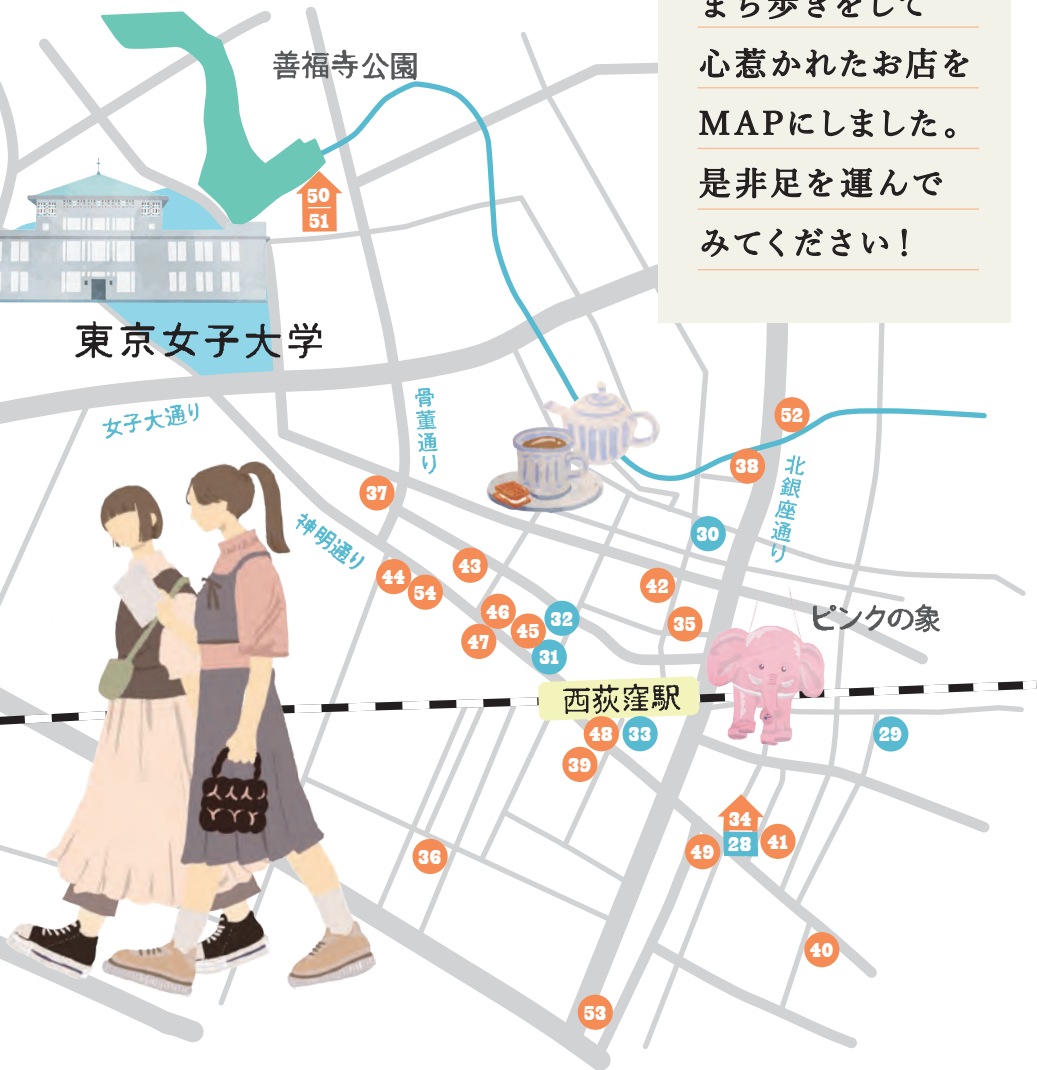 まち歩きをして
心惹かれたお店を
MAPにしました。
是非足を運んで
みてください！
善福寺公園
50
51
東京女子大学
女子大通り
骨董通り
神明通り
北銀座通り
52
38
37
30
43
44
54
42
46
32
45
35
47
31
ピンクの象
西荻窪駅
48
33
29
39
34
28
41
49
36
40
53